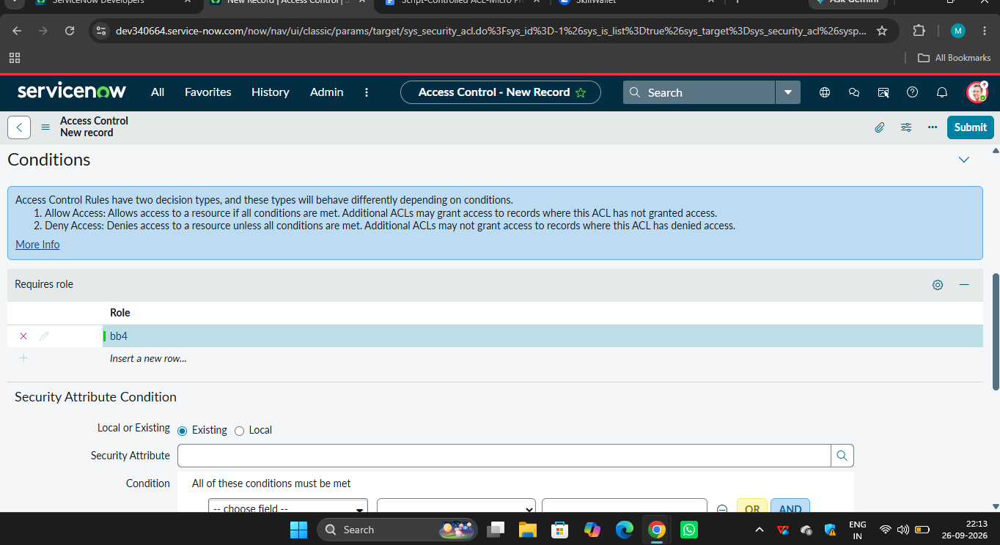 ServiceNow Developers
New Record | Access Control |
Script-Controlled ACL-Micro Pr
SkillWallet
Ask Gemini
dev340664.service-now.com/now/nav/ui/classic/params/target/sys_security_acl.do%3Fsys_id%3D-1%26sys_is_list%3Dtrue%26sys_target%3Dsys_security_acl%26sysp...
M
All Bookmarks
servicenow
All
Favorites
History
Admin
Access Control - New Record
Search
Access Control
New record
Submit
Conditions
Access Control Rules have two decision types, and these types will behave differently depending on conditions.
1. Allow Access: Allows access to a resource if all conditions are met. Additional ACLs may grant access to records where this ACL has not granted access.
2. Deny Access: Denies access to a resource unless all conditions are met. Additional ACLs may not grant access to records where this ACL has denied access.
More Info
Requires role
Role
bb4
Insert a new row...
Security Attribute Condition
Local or Existing
Existing
Local
Security Attribute
Condition
All of these conditions must be met
-- choose field --
OR
AND
Search
ENG
IN
22:13
26-09-2026